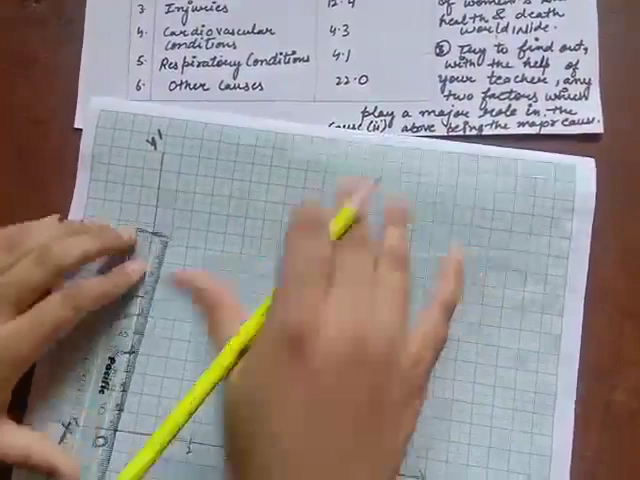 3. Injuries 12.4
4. Cardiovascular conditions 4.3
5. Respiratory Conditions 4.1
6. Other Causes 22.0
of women's
health & death
worldwide.
② Try to find out,
with the help of
your teacher, any
two factors which
play a major role in the
cause (ii) above being the major cause.
Y'
Pacific
0